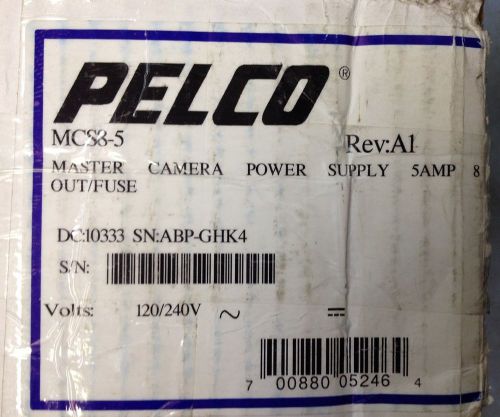 PELCO®
MCS8-5 Rev:A1
MASTER CAMERA POWER SUPPLY 5AMP 8
OUT/FUSE
DC:10333 SN:ABP-GHK4
S/N:
Volts: 120/240V ~ ⎓
7 00880 05246 4